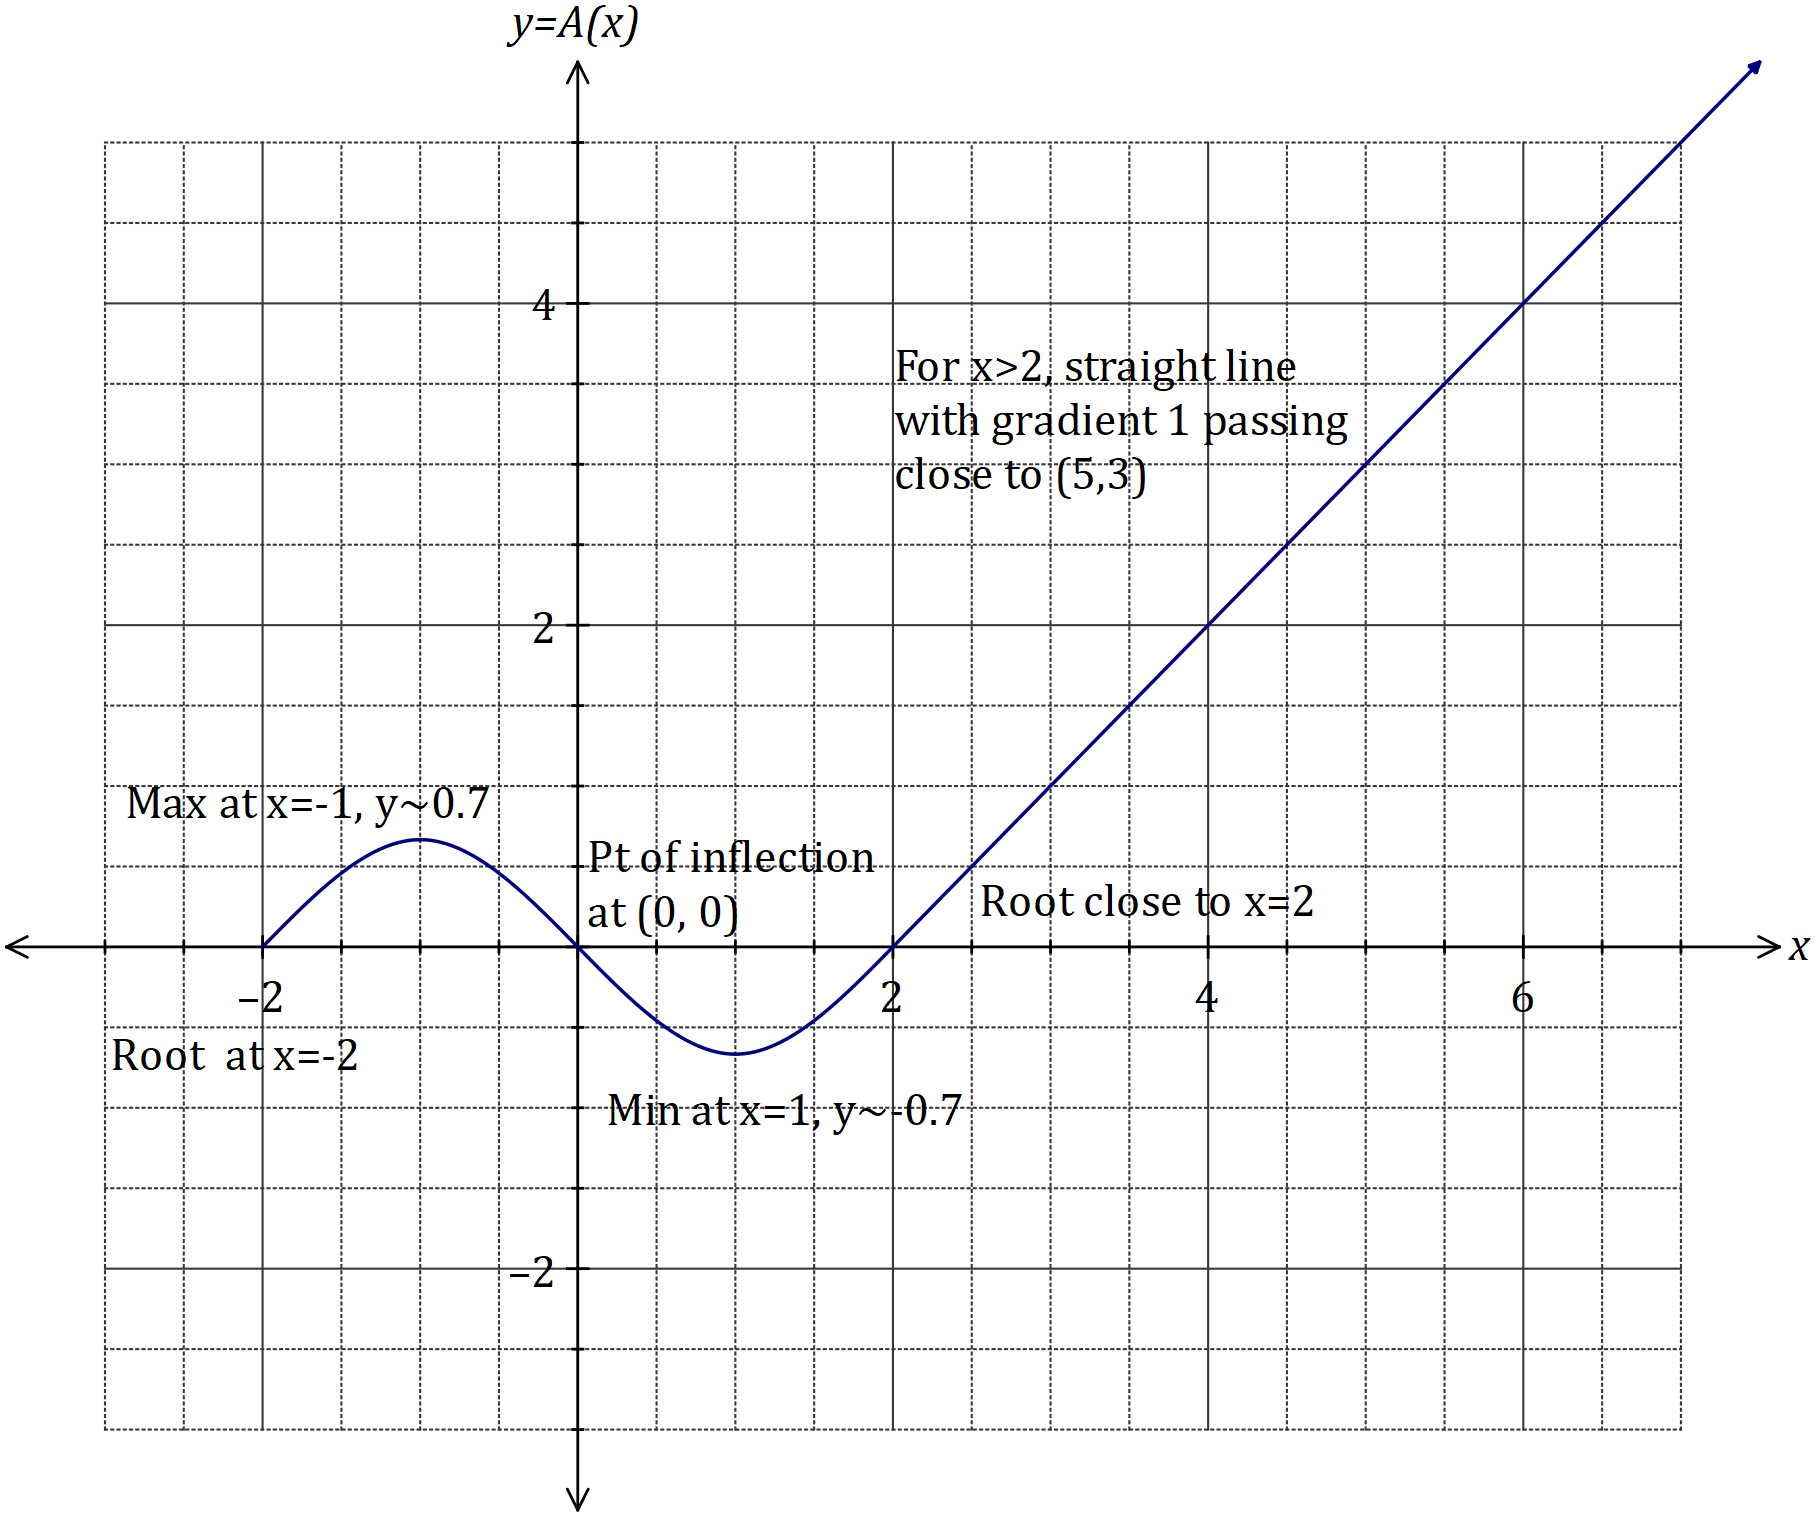 y=A(x)
4
For x>2, straight line
with gradient 1 passing
close to (5,3)
2
Max at x=-1, y~0.7
Pt of inflection
at (0, 0)
Root close to x=2
x
−2
2
4
6
Root at x=-2
Min at x=1, y~-0.7
−2